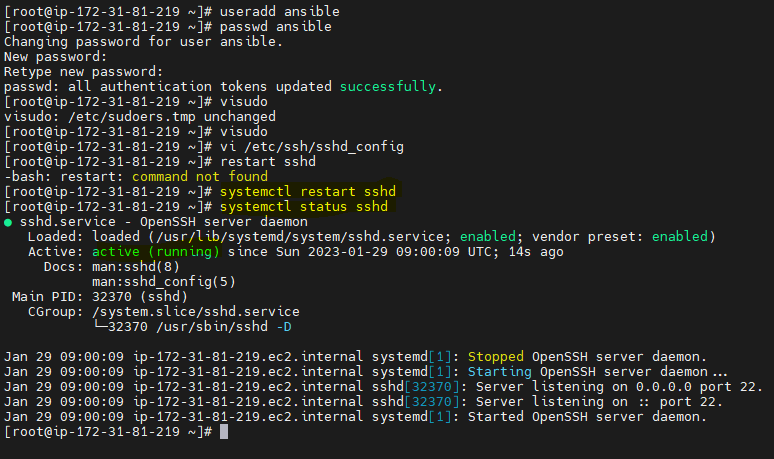 [root@ip-172-31-81-219 ~]# useradd ansible
[root@ip-172-31-81-219 ~]# passwd ansible
Changing password for user ansible.
New password:
Retype new password:
passwd: all authentication tokens updated successfully.
[root@ip-172-31-81-219 ~]# visudo
visudo: /etc/sudoers.tmp unchanged
[root@ip-172-31-81-219 ~]# visudo
[root@ip-172-31-81-219 ~]# vi /etc/ssh/sshd_config
[root@ip-172-31-81-219 ~]# restart sshd
-bash: restart: command not found
[root@ip-172-31-81-219 ~]# systemctl restart sshd
[root@ip-172-31-81-219 ~]# systemctl status sshd
● sshd.service - OpenSSH server daemon
   Loaded: loaded (/usr/lib/systemd/system/sshd.service; enabled; vendor preset: enabled)
   Active: active (running) since Sun 2023-01-29 09:00:09 UTC; 14s ago
     Docs: man:sshd(8)
           man:sshd_config(5)
 Main PID: 32370 (sshd)
   CGroup: /system.slice/sshd.service
           └─32370 /usr/sbin/sshd -D

Jan 29 09:00:09 ip-172-31-81-219.ec2.internal systemd[1]: Stopped OpenSSH server daemon.
Jan 29 09:00:09 ip-172-31-81-219.ec2.internal systemd[1]: Starting OpenSSH server daemon...
Jan 29 09:00:09 ip-172-31-81-219.ec2.internal sshd[32370]: Server listening on 0.0.0.0 port 22.
Jan 29 09:00:09 ip-172-31-81-219.ec2.internal sshd[32370]: Server listening on :: port 22.
Jan 29 09:00:09 ip-172-31-81-219.ec2.internal systemd[1]: Started OpenSSH server daemon.
[root@ip-172-31-81-219 ~]#